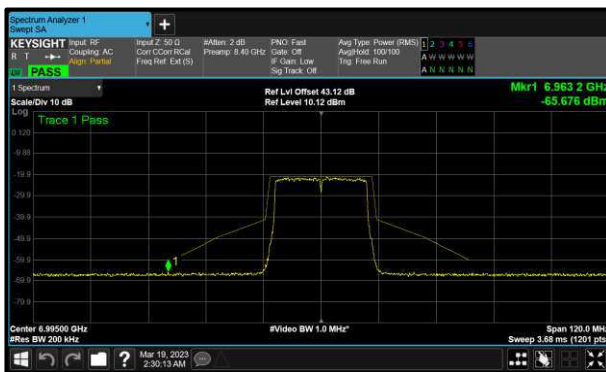 Spectrum Analyzer 1
Swept SA
+
KEYSIGHT Input: RF Input Z: 50 Ω #Atten: 2 dB PNO: Fast Avg Type: Power (RMS) 1 2 3 4 5 6
R T Coupling: AC Corr CCorr RCal Preamp: 8.40 GHz Gate: Off Avg|Hold: 100/100 A W W W W W
Align: Partial Freq Ref: Ext (S) IF Gain: Low Trig: Free Run
Sig Track: Off A N N N N N
PASS
1 Spectrum
Scale/Div 10 dB
Ref Lvl Offset 43.12 dB
Ref Level 10.12 dBm
Mkr1 6.963 2 GHz
-65.676 dBm
Log
Trace 1 Pass
0.120
-9.88
-19.9
-29.9
-39.9
-49.9
-59.9
-69.9
-79.9
1
Center 6.99500 GHz
#Video BW 1.0 MHz*
Span 120.0 MHz
#Res BW 200 kHz
Sweep 3.68 ms (1201 pts)
?
Mar 19, 2023
2:30:13 AM